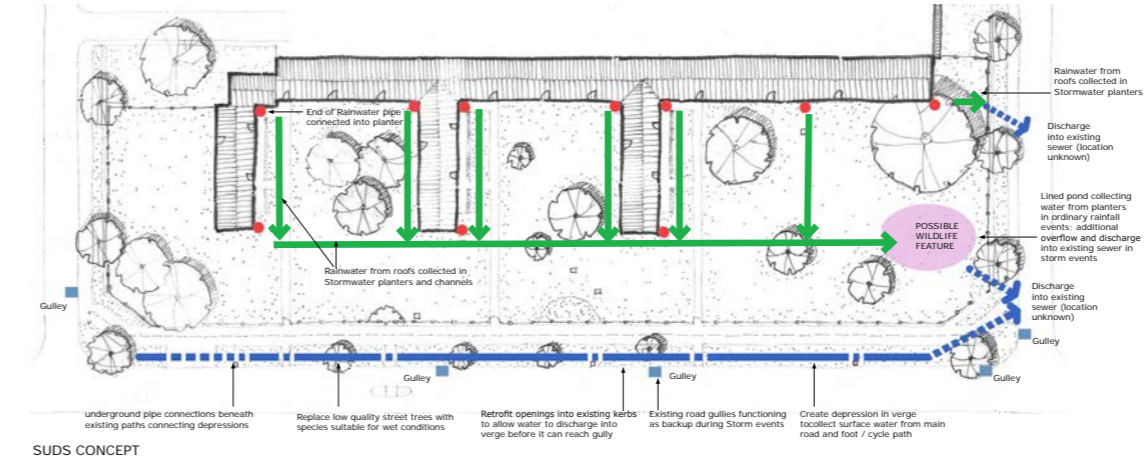 End of Rainwater pipe
connected into planter
Rainwater from
roofs collected in
Stormwater planters
Discharge
into existing
sewer (location
unknown)
Lined pond collecting
water from planters
in ordinary rainfall
events; additional
overflow and discharge
into existing sewer in
storm events
POSSIBLE
WILDLIFE
FEATURE
Rainwater from roofs collected in
Stormwater planters and channels
Discharge
into existing
sewer (location
unknown)
Gulley
Gulley
Gulley
Gulley
underground pipe connections beneath
existing paths connecting depressions
Replace low quality street trees with
species suitable for wet conditions
Retrofit openings into existing kerbs
to allow water to discharge into
verge before it can reach gully
Existing road gullies functioning
as backup during Storm events
Create depression in verge
tocollect surface water from main
road and foot / cycle path
SUDS CONCEPT